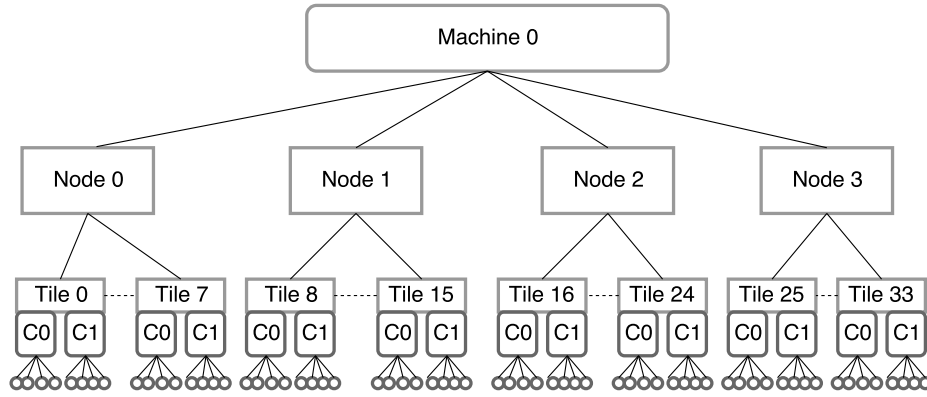 Machine 0
Node 0 Node 1 Node 2 Node 3
Tile 0 Tile 7 Tile 8 Tile 15 Tile 16 Tile 24 Tile 25 Tile 33
C0 C1 C0 C1 C0 C1 C0 C1 C0 C1 C0 C1 C0 C1 C0 C1